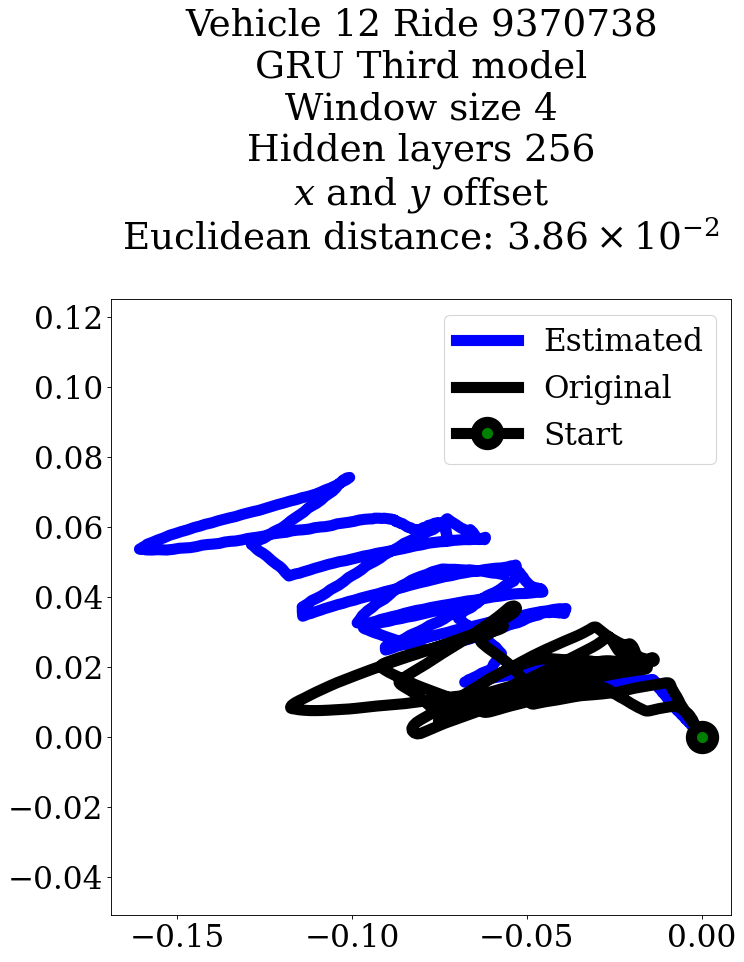 Vehicle 12 Ride 9370738
GRU Third model
Window size 4
Hidden layers 256
x and y offset
Euclidean distance: 3.86 × 10⁻²
0.12
0.10
0.08
0.06
0.04
0.02
0.00
−0.02
−0.04
Estimated
Original
Start
−0.15
−0.10
−0.05
0.00